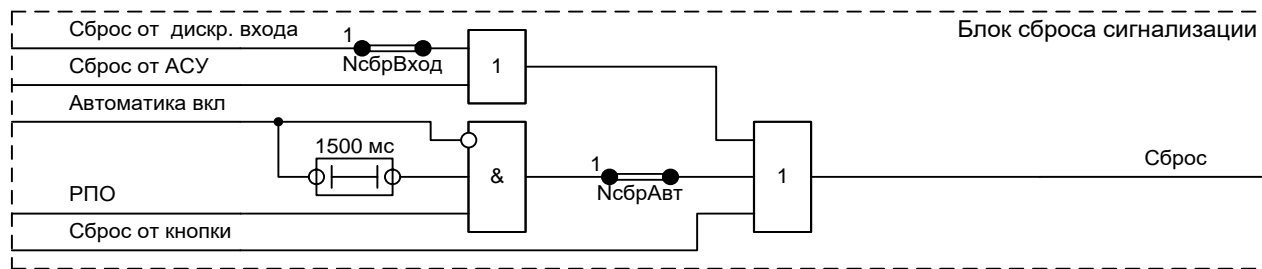 Блок сброса сигнализации
Сброс от дискр. входа
1
NсбрВход
1
Сброс от АСУ
Автоматика вкл
1500 мс
&
1
NсбрАвт
1
Сброс
РПО
Сброс от кнопки